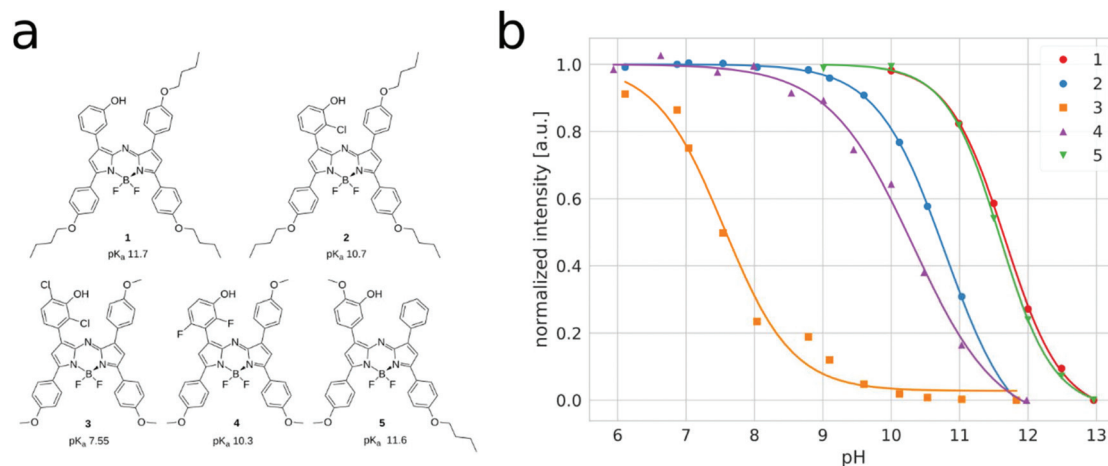 a
b
OH
O
N
N
N
B
F
F
O
O
1
pKa 11.7
OH
Cl
O
N
N
N
B
F
F
O
O
2
pKa 10.7
Cl
OH
Cl
O
N
N
N
B
F
F
O
O
3
pKa 7.55
OH
F
F
O
N
N
N
B
F
F
O
O
4
pKa 10.3
O
OH
N
N
N
B
F
F
O
O
5
pKa 11.6
normalized intensity [a.u.]
1.0
0.8
0.6
0.4
0.2
0.0
6 7 8 9 10 11 12 13
pH
1
2
3
4
5